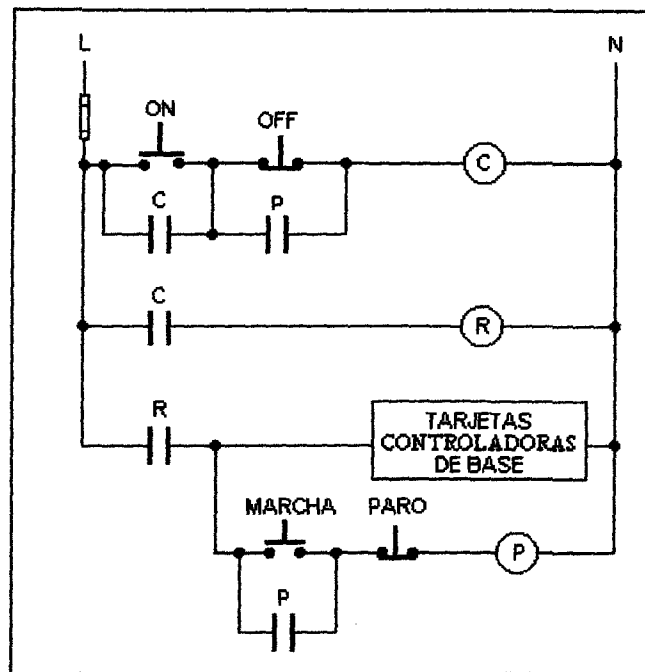 L
N
ON
OFF
C
C
P
C
R
R
TARJETAS
CONTROLADORAS
DE BASE
MARCHA
PARO
P
P